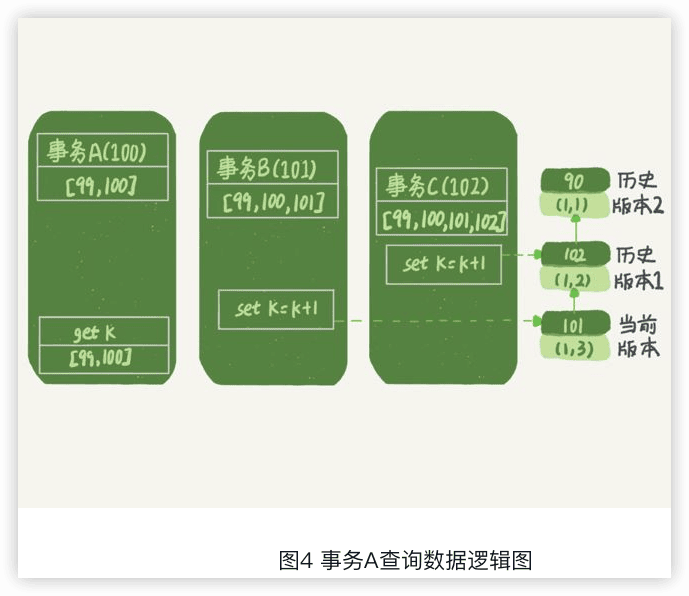 事务A(100)
[99,100]
get K
[99,100]
事务B(101)
[99,100,101]
set K=K+1
事务C(102)
[99,100,101,102]
set K=K+1
90
(1,1)
历史
版本2
102
(1,2)
历史
版本1
101
(1,3)
当前
版本
图4 事务A查询数据逻辑图